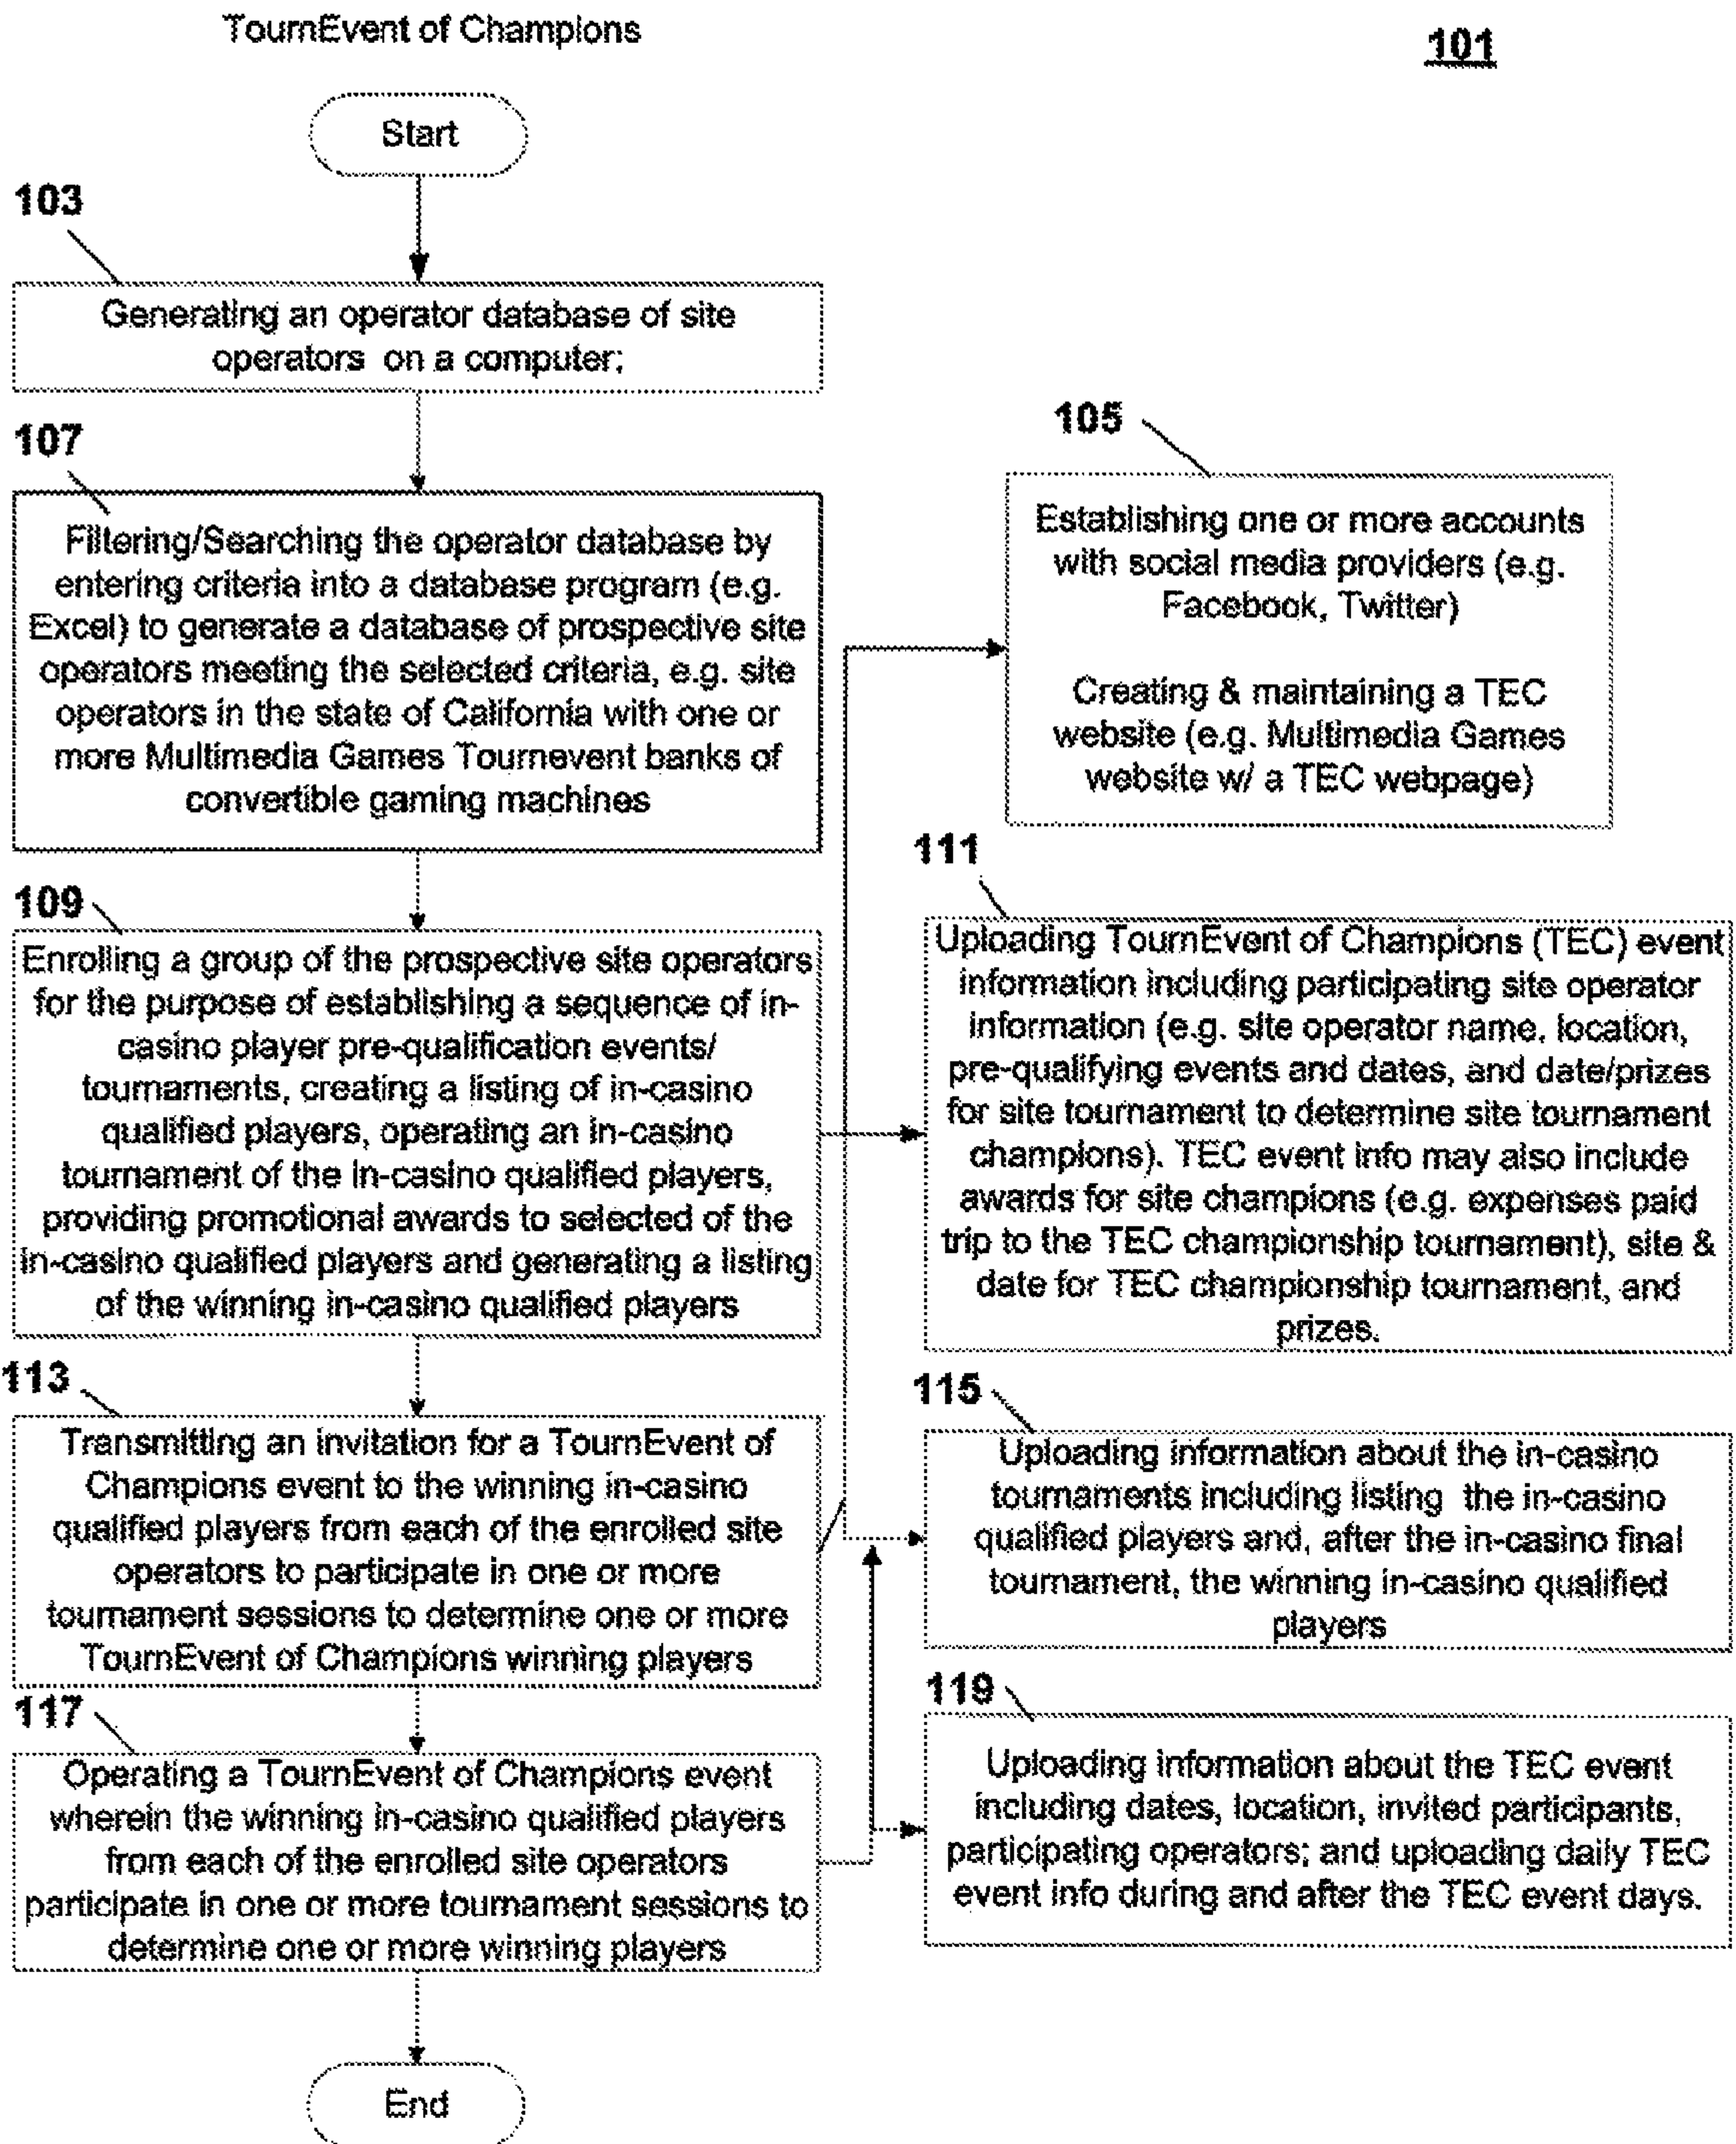 TournEvent of Champions
101
Start
103
Generating an operator database of site
operators on a computer;
107
Filtering/Searching the operator database by
entering criteria into a database program (e.g.
Excel) to generate a database of prospective site
operators meeting the selected criteria, e.g. site
operators in the state of California with one or
more Multimedia Games Tournevent banks of
convertible gaming machines
105
Establishing one or more accounts
with social media providers (e.g.
Facebook, Twitter)
Creating & maintaining a TEC
website (e.g. Multimedia Games
website w/ a TEC webpage)
109
Enrolling a group of the prospective site operators
for the purpose of establishing a sequence of in-
casino player pre-qualification events/
tournaments, creating a listing of in-casino
qualified players, operating an in-casino
tournament of the in-casino qualified players,
providing promotional awards to selected of the
in-casino qualified players and generating a listing
of the winning in-casino qualified players
111
Uploading TournEvent of Champions (TEC) event
information including participating site operator
information (e.g. site operator name, location,
pre-qualifying events and dates, and date/prizes
for site tournament to determine site tournament
champions). TEC event info may also include
awards for site champions (e.g. expenses paid
trip to the TEC championship tournament), site &
date for TEC championship tournament, and
prizes.
113
Transmitting an invitation for a TournEvent of
Champions event to the winning in-casino
qualified players from each of the enrolled site
operators to participate in one or more
tournament sessions to determine one or more
TournEvent of Champions winning players
115
Uploading information about the in-casino
tournaments including listing the in-casino
qualified players and, after the in-casino final
tournament, the winning in-casino qualified
players
117
Operating a TournEvent of Champions event
wherein the winning in-casino qualified players
from each of the enrolled site operators
participate in one or more tournament sessions to
determine one or more winning players
119
Uploading information about the TEC event
including dates, location, invited participants,
participating operators; and uploading daily TEC
event info during and after the TEC event days.
End